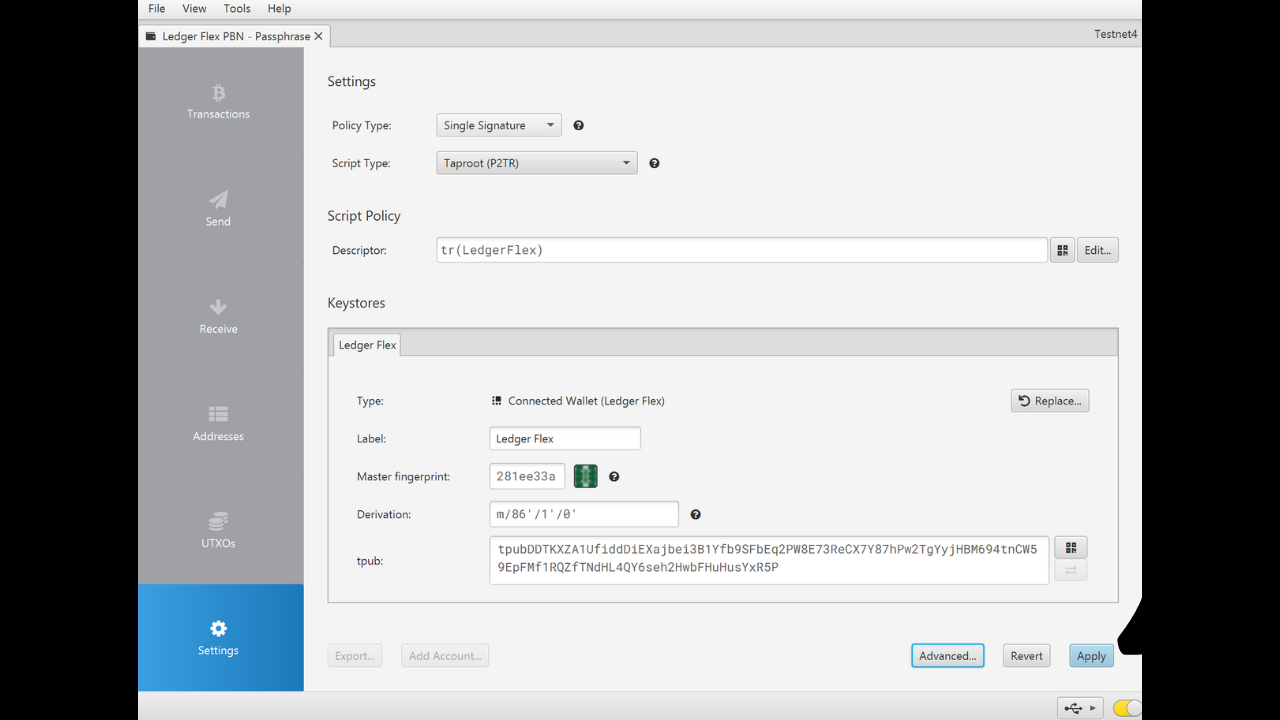 File View Tools Help
Ledger Flex PBN - Passphrase
Testnet4
Transactions
Send
Receive
Addresses
UTXOs
Settings
Settings
Policy Type: Single Signature
Script Type: Taproot (P2TR)
Script Policy
Descriptor: tr(LedgerFlex) Edit...
Keystores
Ledger Flex
Type: Connected Wallet (Ledger Flex) Replace...
Label: Ledger Flex
Master fingerprint: 281ee33a
Derivation: m/86'/1'/0'
tpub: tpubDDTKXZA1UfiddDiEXajbei3B1Yfb9SFbEq2PW8E73ReCX7Y87hPw2TgYyjHBM694tnCW5
9EpFMf1RQZfTNdHL4QY6seh2HwbFHuHusYxR5P
Export... Add Account... Advanced... Revert Apply